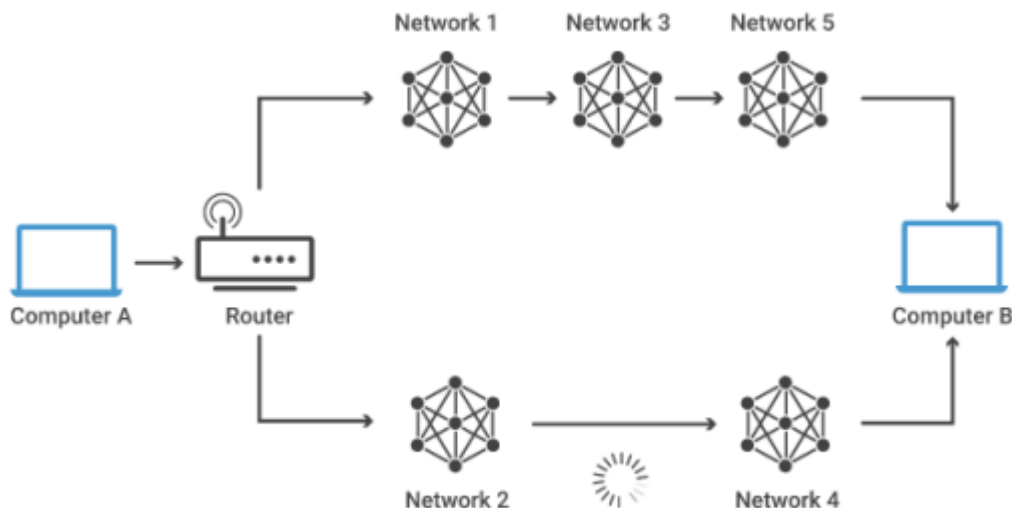 Network 1
Network 3
Network 5
Computer A
Router
Computer B
Network 2
Network 4